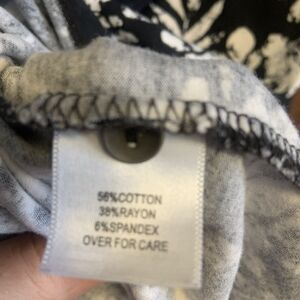 56%COTTON
38%RAYON
6%SPANDEX
OVER FOR CARE